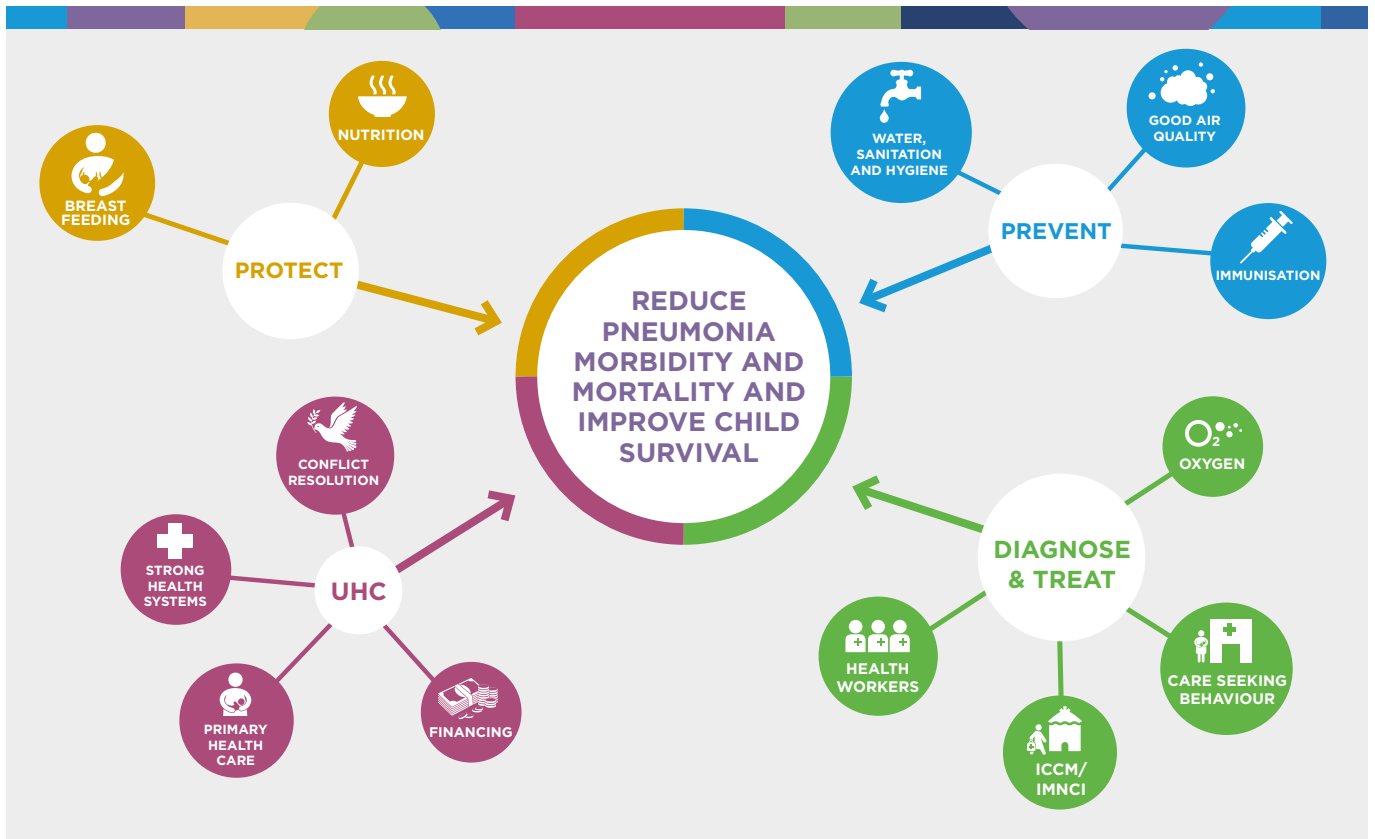 NUTRITION
BREAST
FEEDING
PROTECT
WATER,
SANITATION
AND HYGIENE
GOOD AIR
QUALITY
PREVENT
IMMUNISATION
REDUCE
PNEUMONIA
MORBIDITY AND
MORTALITY AND
IMPROVE CHILD
SURVIVAL
CONFLICT
RESOLUTION
STRONG
HEALTH
SYSTEMS
UHC
PRIMARY
HEALTH
CARE
FINANCING
O2
OXYGEN
DIAGNOSE
& TREAT
HEALTH
WORKERS
CARE SEEKING
BEHAVIOUR
ICCM/
IMNCI